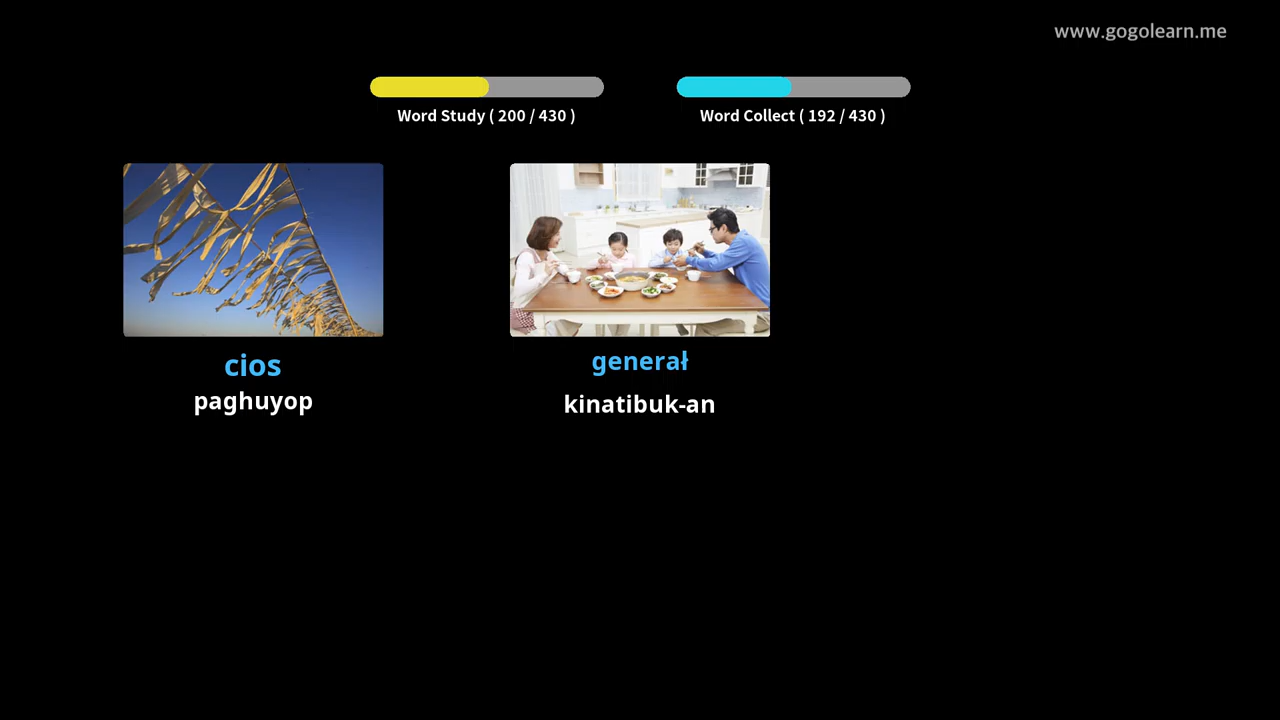 www.gogolearn.me
Word Study ( 200 / 430 )
Word Collect ( 192 / 430 )
cios
paghuyop
generał
kinatibuk-an